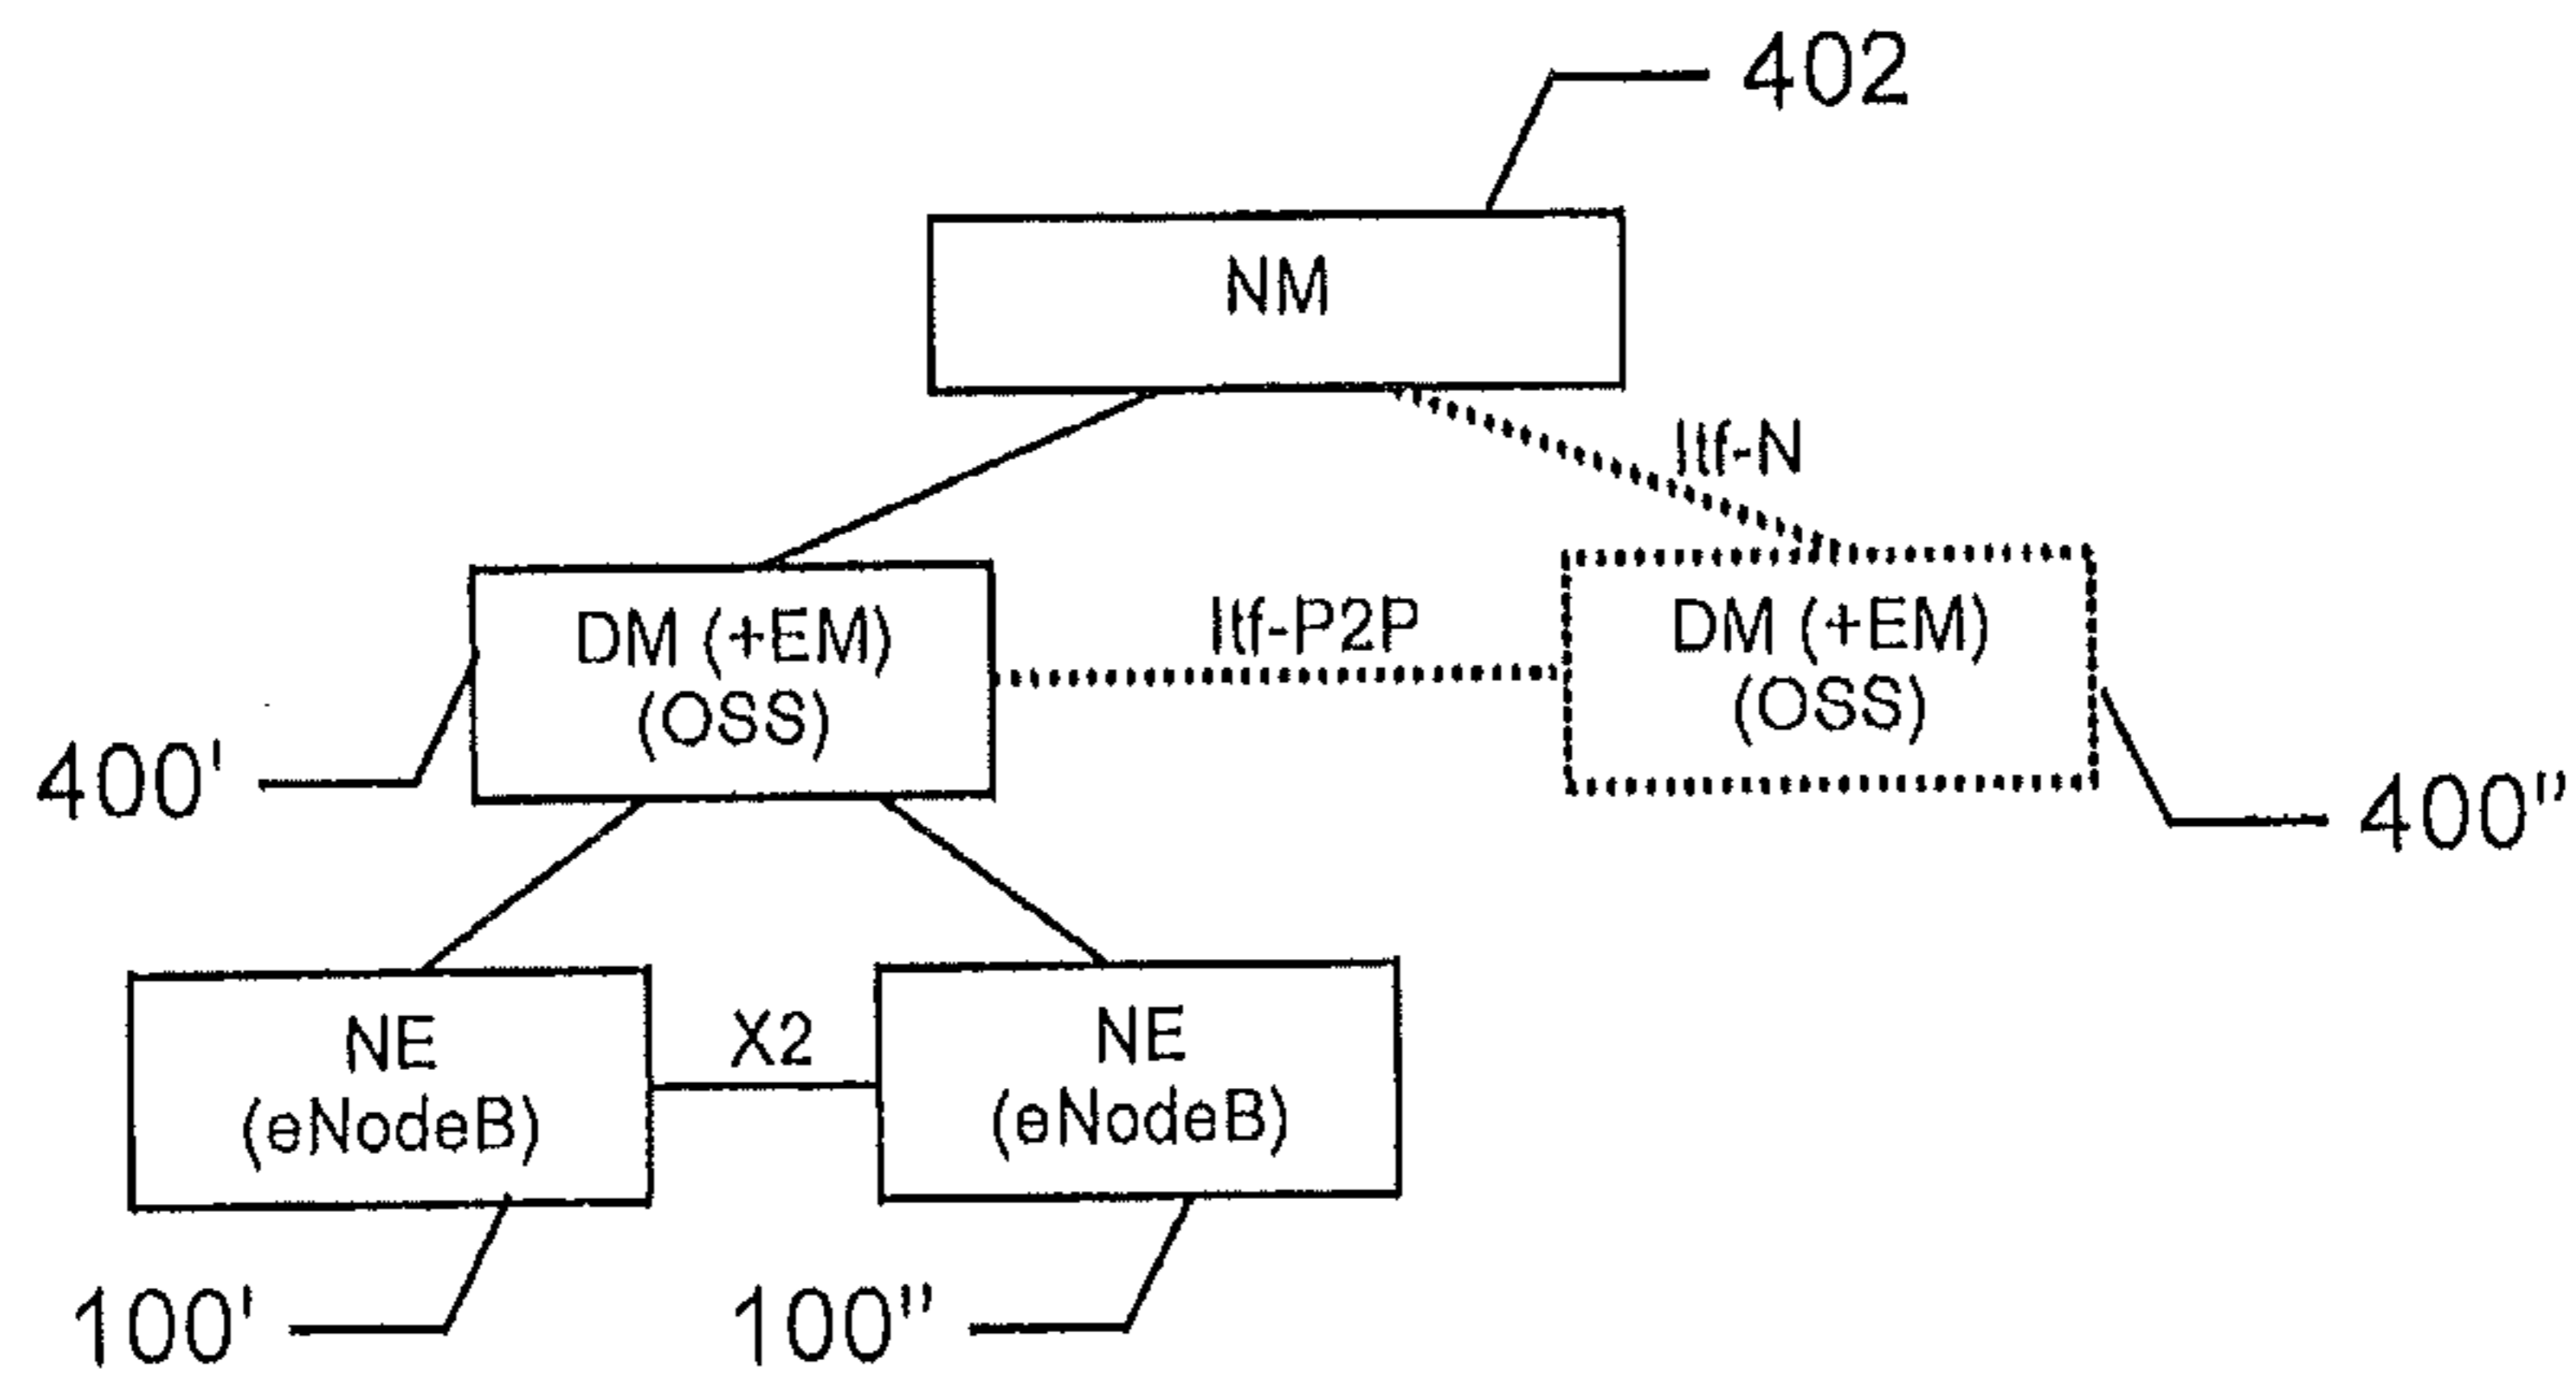 402
NM
Itf-N
DM (+EM)
(OSS)
Itf-P2P
DM (+EM)
(OSS)
400'
400"
NE
(eNodeB)
X2
NE
(eNodeB)
100'
100"